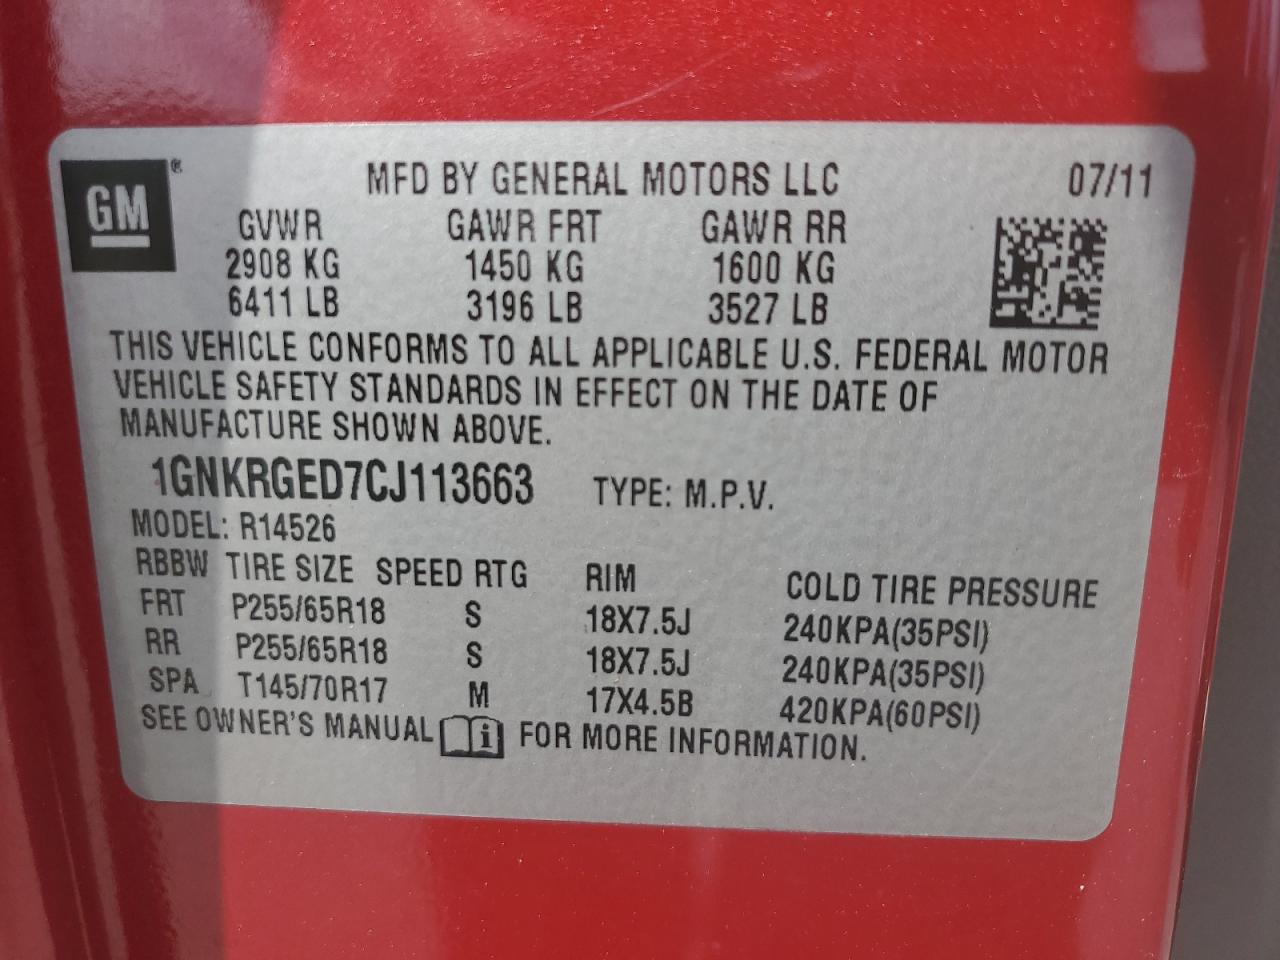 GM ®
MFD BY GENERAL MOTORS LLC 07/11
GVWR GAWR FRT GAWR RR
2908 KG 1450 KG 1600 KG
6411 LB 3196 LB 3527 LB
THIS VEHICLE CONFORMS TO ALL APPLICABLE U.S. FEDERAL MOTOR
VEHICLE SAFETY STANDARDS IN EFFECT ON THE DATE OF
MANUFACTURE SHOWN ABOVE.
1GNKRGED7CJ113663 TYPE: M.P.V.
MODEL: R14526
RBBW TIRE SIZE SPEED RTG RIM COLD TIRE PRESSURE
FRT P255/65R18 S 18X7.5J 240KPA(35PSI)
RR P255/65R18 S 18X7.5J 240KPA(35PSI)
SPA T145/70R17 M 17X4.5B 420KPA(60PSI)
SEE OWNER'S MANUAL i FOR MORE INFORMATION.